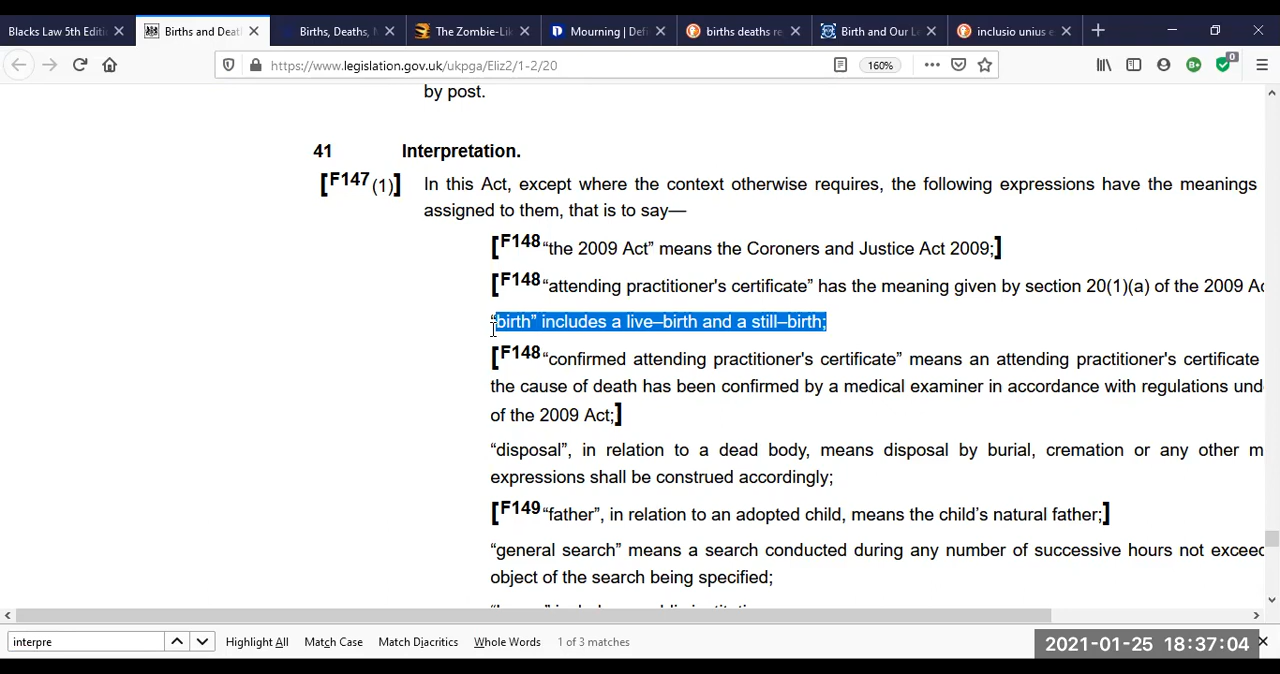 Blacks Law 5th Editi
Births and Deat
Births, Deaths, M
The Zombie-Lik
Mourning | Defi
births deaths re
Birth and Our Le
inclusio unius e
https://www.legislation.gov.uk/ukpga/Eliz2/1-2/20
160%
0
by post.
41 Interpretation.
[F147 (1)] In this Act, except where the context otherwise requires, the following expressions have the meanings
assigned to them, that is to say—
[F148 “the 2009 Act” means the Coroners and Justice Act 2009;]
[F148 “attending practitioner's certificate” has the meaning given by section 20(1)(a) of the 2009 Ac
“birth” includes a live–birth and a still–birth;
[F148 “confirmed attending practitioner's certificate” means an attending practitioner's certificate
the cause of death has been confirmed by a medical examiner in accordance with regulations und
of the 2009 Act;]
“disposal”, in relation to a dead body, means disposal by burial, cremation or any other m
expressions shall be construed accordingly;
[F149 “father”, in relation to an adopted child, means the child’s natural father;]
“general search” means a search conducted during any number of successive hours not exceed
object of the search being specified;
interpre
Highlight All
Match Case
Match Diacritics
Whole Words
1 of 3 matches
2021-01-25 18:37:04